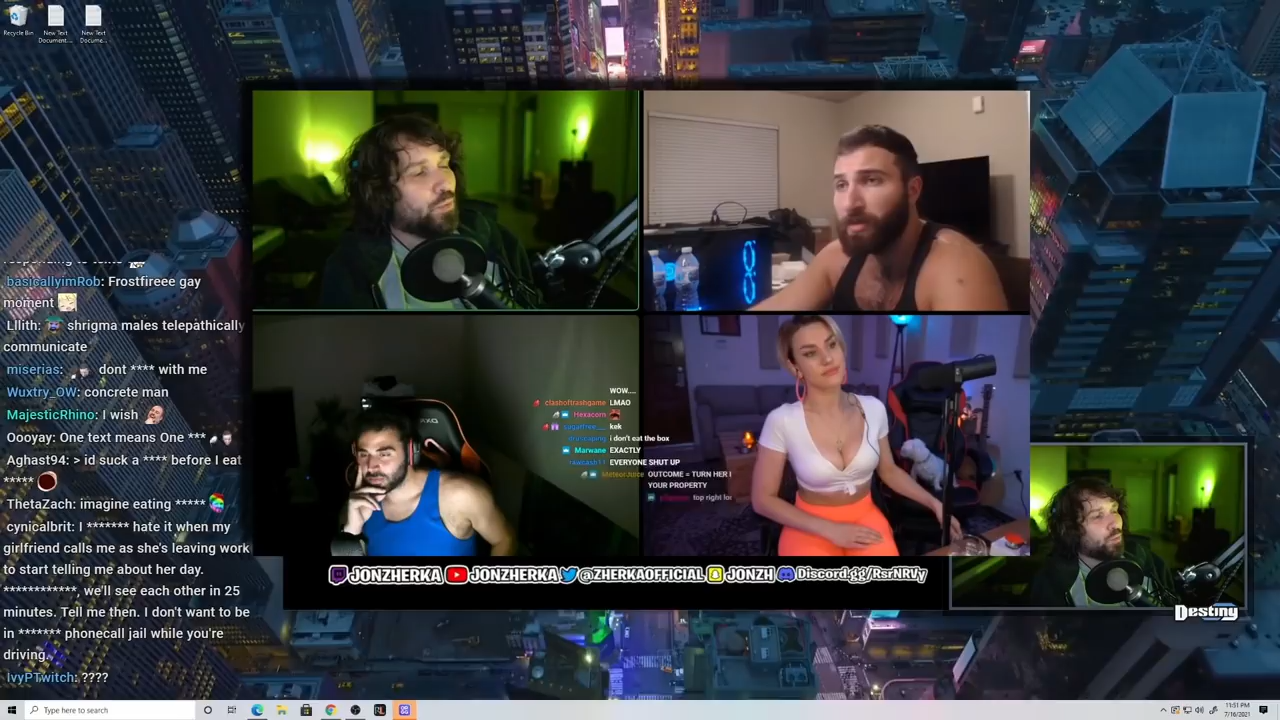 Recycle Bin
New Text
Document...
New Text
Docume...
basicallyimRob: Frostfireee gay
moment
Lllith: shrigma males telepathically
communicate
miserias: dont **** with me
Wuxtry_OW: concrete man
MajesticRhino: I wish
Oooyay: One text means One ***
Aghast94: > id suck a **** before I eat
*****
ThetaZach: imagine eating *****
cynicalbrit: I ******* hate it when my
girlfriend calls me as she's leaving work
to start telling me about her day.
***********, we'll see each other in 25
minutes. Tell me then. I don't want to be
in ******* phonecall jail while you're
driving.
IvyPTwitch: ????
WOW....
clashoftrashgame LMAO
Hexacorn
kek
i don't eat the box
Marwane EXACTLY
EVERYONE SHUT UP
OUTCOME = TURN HER I
YOUR PROPERTY
top right loo
JONZHERKA JONZHERKA @ZHERKAOFFICIAL JONZH Discord.gg/RsrNRVy
Destiny
Type here to search
11:51 PM
7/16/2021